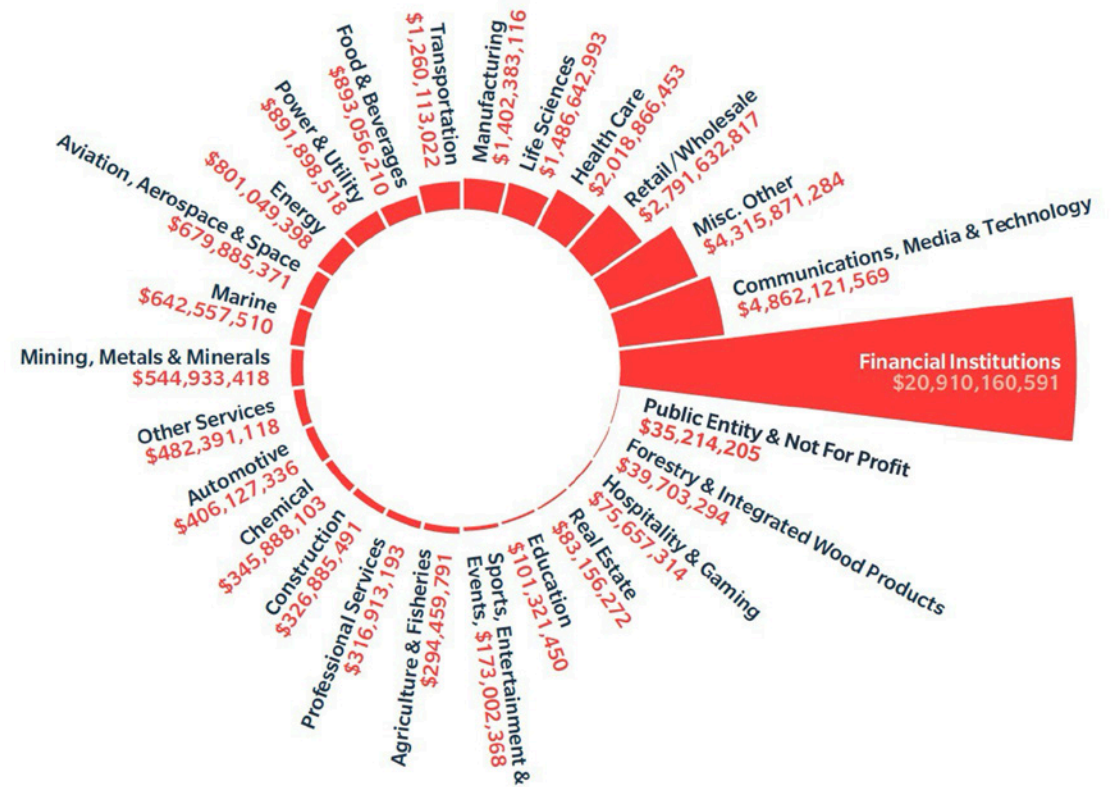 Financial Institutions
$20,910,160,591
Communications, Media & Technology
$4,862,121,569
Misc. Other
$4,315,871,284
Retail/Wholesale
$2,791,632,817
Health Care
$2,018,866,453
Life Sciences
$1,486,642,993
Manufacturing
$1,402,383,116
Transportation
$1,260,113,022
Food & Beverages
$893,056,210
Power & Utility
$891,898,518
Energy
$801,049,398
Aviation, Aerospace & Space
$679,885,371
Marine
$642,557,510
Mining, Metals & Minerals
$544,933,418
Other Services
$482,391,118
Automotive
$406,127,336
Chemical
$345,888,103
Construction
$326,885,491
Professional Services
$316,913,193
Agriculture & Fisheries
$294,459,791
Sports, Entertainment &
Events, $173,002,368
Education
$101,321,450
Real Estate
$83,156,272
Hospitality & Gaming
$75,657,314
Forestry & Integrated Wood Products
$39,703,294
Public Entity & Not For Profit
$35,214,205